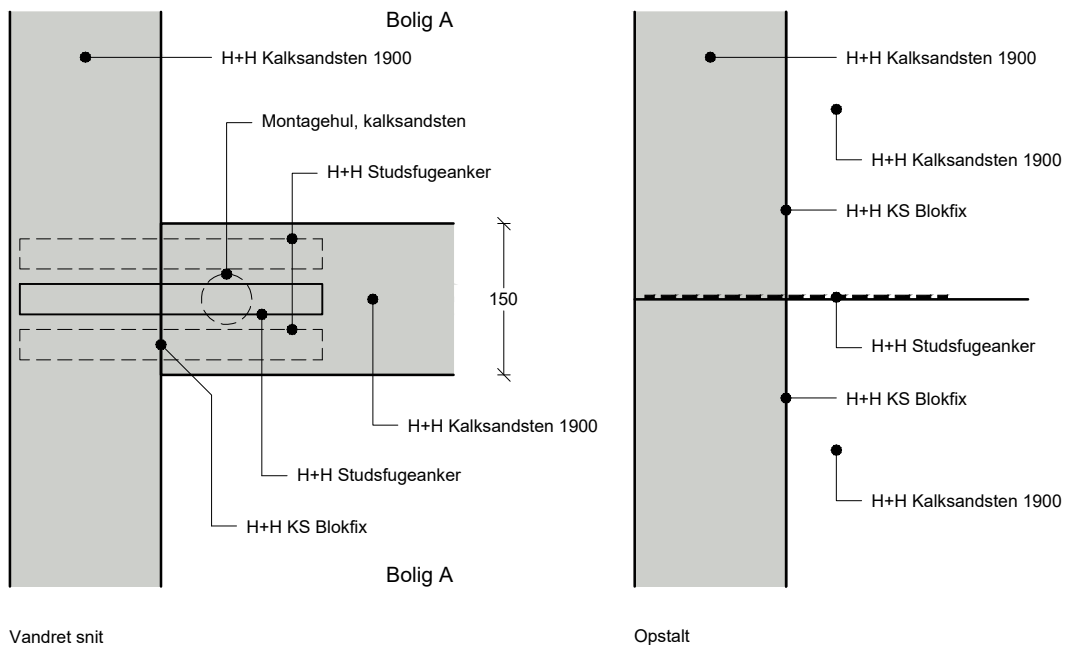 Bolig A
H+H Kalksandsten 1900
Montagehul, kalksandsten
H+H Studsfugeanker
150
H+H Kalksandsten 1900
H+H Studsfugeanker
H+H KS Blokfix
Bolig A
Vandret snit
H+H Kalksandsten 1900
H+H Kalksandsten 1900
H+H KS Blokfix
H+H Studsfugeanker
H+H KS Blokfix
H+H Kalksandsten 1900
Opstalt